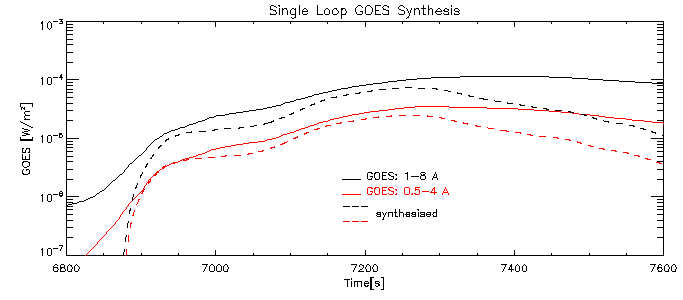 Single Loop GOES Synthesis
GOES [W/m²]
10⁻³
10⁻⁴
10⁻⁵
10⁻⁶
10⁻⁷
GOES: 1−8 A
GOES: 0.5−4 A
synthesised
6800 7000 7200 7400 7600
Time[s]